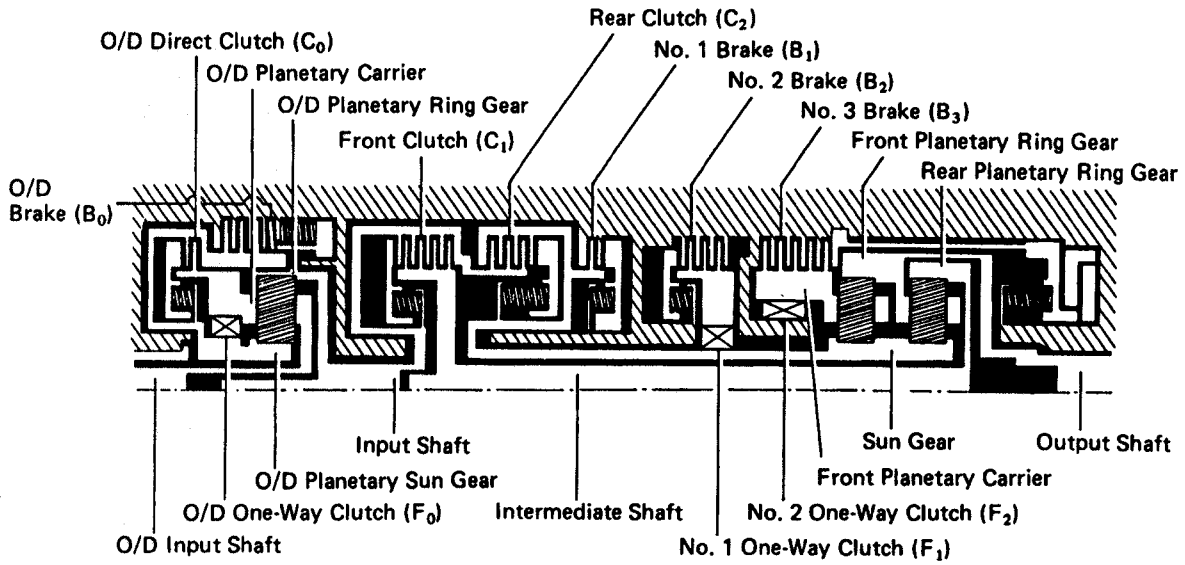 Rear Clutch (C₂)
O/D Direct Clutch (C₀)
No. 1 Brake (B₁)
O/D Planetary Carrier
No. 2 Brake (B₂)
O/D Planetary Ring Gear
No. 3 Brake (B₃)
Front Clutch (C₁)
Front Planetary Ring Gear
Rear Planetary Ring Gear
O/D
Brake (B₀)
Input Shaft
Sun Gear
Output Shaft
O/D Planetary Sun Gear
Front Planetary Carrier
O/D One-Way Clutch (F₀)
Intermediate Shaft
No. 2 One-Way Clutch (F₂)
O/D Input Shaft
No. 1 One-Way Clutch (F₁)